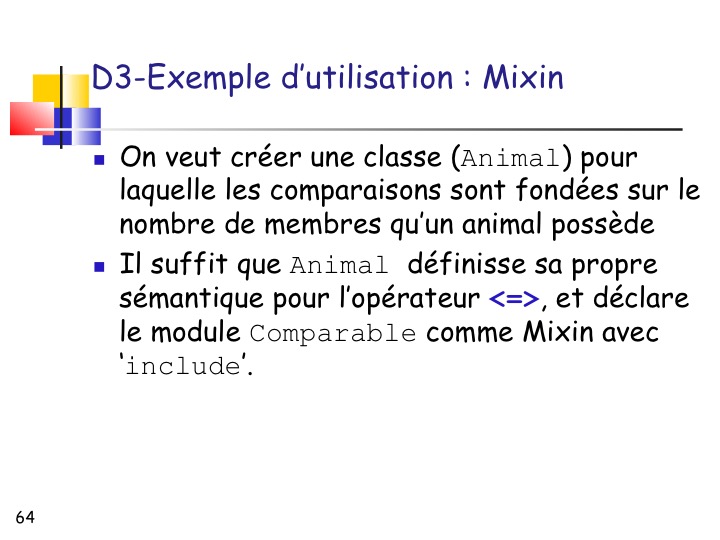 D3-Exemple d’utilisation : Mixin
On veut créer une classe (Animal) pour
laquelle les comparaisons sont fondées sur le
nombre de membres qu’un animal possède
Il suffit que Animal définisse sa propre
sémantique pour l’opérateur <=>, et déclare
le module Comparable comme Mixin avec
‘include’.
64